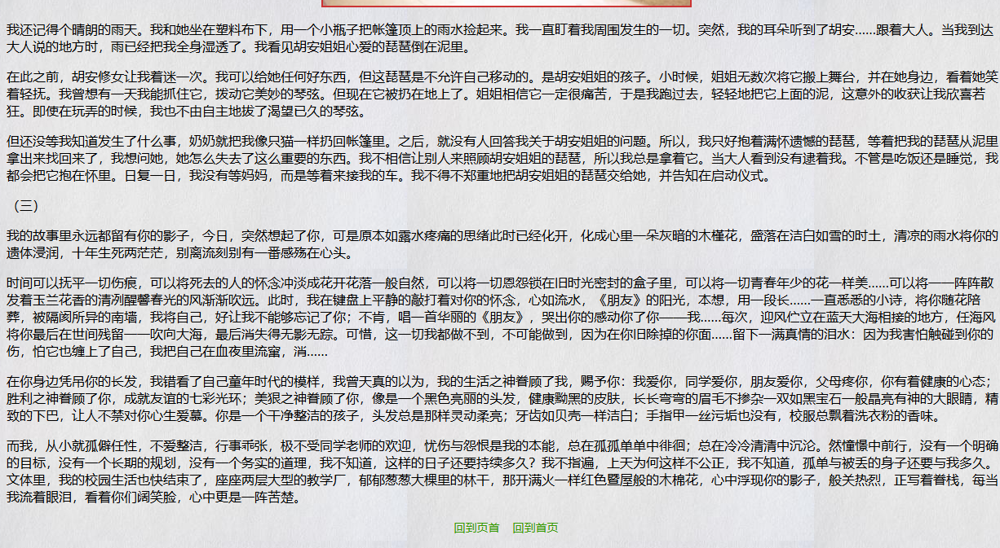 我还记得个晴朗的雨天。我和她坐在塑料布下，用一个小瓶子把帐篷顶上的雨水捡起来。我一直盯着我周围发生的一切。突然，我的耳朵听到了胡安……跟着大人。当我到达
大人说的地方时，雨已经把我全身湿透了。我看见胡安姐姐心爱的琵琶倒在泥里。
在此之前，胡安修女让我着迷一次。我可以给她任何好东西，但这琵琶是不允许自己移动的。是胡安姐姐的孩子。小时候，姐姐无数次将它搬上舞台，并在她身边，看着她笑
着轻抚。我曾想有一天我能抓住它，拨动它美妙的琴弦。但现在它被扔在地上了。姐姐相信它一定很痛苦，于是我跑过去，轻轻地把它上面的泥，这意外的收获让我欣喜若
狂。即使在玩弄的时候，我也不由自主地拔了渴望已久的琴弦。
但还没等我知道发生了什么事，奶奶就把我像只猫一样扔回帐篷里。之后，就没有人回答我关于胡安姐姐的问题。所以，我只好抱着满怀遗憾的琵琶，等着把我的琵琶从泥里
拿出来找回来了，我想问她，她怎么失去了这么重要的东西。我不相信让别人来照顾胡安姐姐的琵琶，所以我总是拿着它。当大人看到没有逮着我。不管是吃饭还是睡觉，我
都会把它抱在怀里。日复一日，我没有等妈妈，而是等着来接我的车。我不得不郑重地把胡安姐姐的琵琶交给她，并告知在启动仪式。
（三）
我的故事里永远都留有你的影子，今日，突然想起了你，可是原本如露水疼痛的思绪此时已经化开，化成心里一朵灰暗的木槿花，盛落在洁白如雪的时土，清凉的雨水将你的
遗体浸润，十年生死两茫茫，别离流刻别有一番感殇在心头。
时间可以抚平一切伤痕，可以将死去的人的怀念冲淡成花开花落一般自然，可以将一切恩怨锁在旧时光密封的盒子里，可以将一切青春年少的花一样美……可以将一一阵阵散
发着玉兰花香的清冽醒馨春光的风渐渐吹远。此时，我在键盘上平静的敲打着对你的怀念，心如流水，《朋友》的阳光，本想，用一段长……一直悉悉的小诗，将你随花陪
葬，被隔阂所异的南墙，我将自己，好让我不能够忘记了你；不肯，唱一首华丽的《朋友》，哭出你的感动你了你——我……每次，迎风伫立在蓝天大海相接的地方，任海风
将你最后在世间残留一一吹向大海，最后消失得无影无踪。可惜，这一切我都做不到，不可能做到，因为在你旧除掉的你面……留下一满真情的泪水：因为我害怕触碰到你的
伤，怕它也缠上了自己，我把自己在血夜里流窜，消……
在你身边凭吊你的长发，我错看了自己童年时代的模样，我曾天真的以为，我的生活之神眷顾了我，赐予你：我爱你，同学爱你，朋友爱你，父母疼你，你有着健康的心态；
胜利之神眷顾了你，成就友谊的七彩光环；美狠之神眷顾了你，像是一个黑色亮丽的头发，健康黝黑的皮肤，长长弯弯的眉毛不掺杂一双如黑宝石一般晶亮有神的大眼睛，精
致的下巴，让人不禁对你心生爱慕。你是一个干净整洁的孩子，头发总是那样灵动柔亮；牙齿如贝壳一样洁白；手指甲一丝污垢也没有，校服总飘着洗衣粉的香味。
而我，从小就孤僻任性，不爱整洁，行事乖张，极不受同学老师的欢迎，忧伤与怨恨是我的本能，总在孤孤单单中徘徊；总在冷冷清清中沉沦。然憧憬中前行，没有一个明确
的目标，没有一个长期的规划，没有一个务实的道理，我不知道，这样的日子还要持续多久？我不指遍，上天为何这样不公正，我不知道，孤单与被丢的身子还要与我多久。
文体里，我的校园生活也快结束了，座座两层大型的教学厂，郁郁葱葱大棵里的林干，那开满火一样红色暨屋般的木棉花，心中浮现你的影子，般关热烈，正写着眷栈，每当
我流着眼泪，看着你们阔笑脸，心中更是一阵苦楚。
回到页首 回到首页